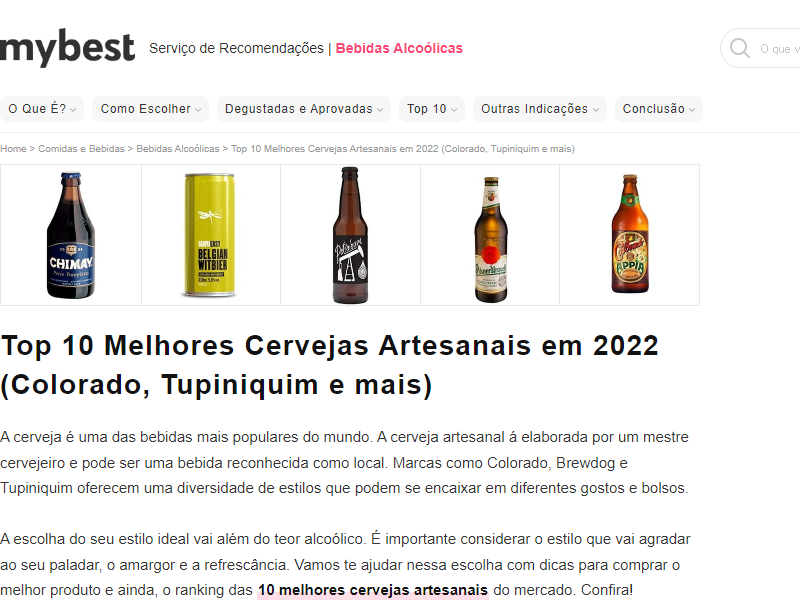 mybest Serviço de Recomendações | Bebidas Alcoólicas
O que v
O Que É? Como Escolher Degustadas e Aprovadas Top 10 Outras Indicações Conclusão
Home > Comidas e Bebidas > Bebidas Alcoólicas > Top 10 Melhores Cervejas Artesanais em 2022 (Colorado, Tupiniquim e mais)
CHIMAY
EASY
BELGIAN
WITBIER
APPIA
Top 10 Melhores Cervejas Artesanais em 2022
(Colorado, Tupiniquim e mais)
A cerveja é uma das bebidas mais populares do mundo. A cerveja artesanal á elaborada por um mestre
cervejeiro e pode ser uma bebida reconhecida como local. Marcas como Colorado, Brewdog e
Tupiniquim oferecem uma diversidade de estilos que podem se encaixar em diferentes gostos e bolsos.
A escolha do seu estilo ideal vai além do teor alcoólico. É importante considerar o estilo que vai agradar
ao seu paladar, o amargor e a refrescância. Vamos te ajudar nessa escolha com dicas para comprar o
melhor produto e ainda, o ranking das 10 melhores cervejas artesanais do mercado. Confira!